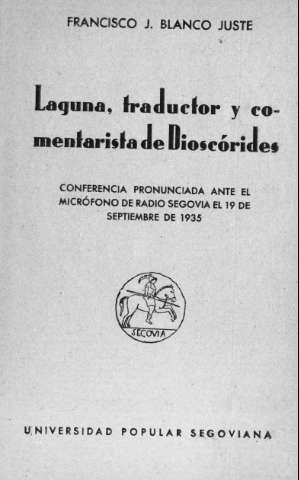 FRANCISCO J. BLANCO JUSTE
Laguna, traductor y co-
mentarista de Dioscórides
CONFERENCIA PRONUNCIADA ANTE EL
MICRÓFONO DE RADIO SEGOVIA EL 19 DE
SEPTIEMBRE DE 1935
SEGOVIA
UNIVERSIDAD POPULAR SEGOVIANA